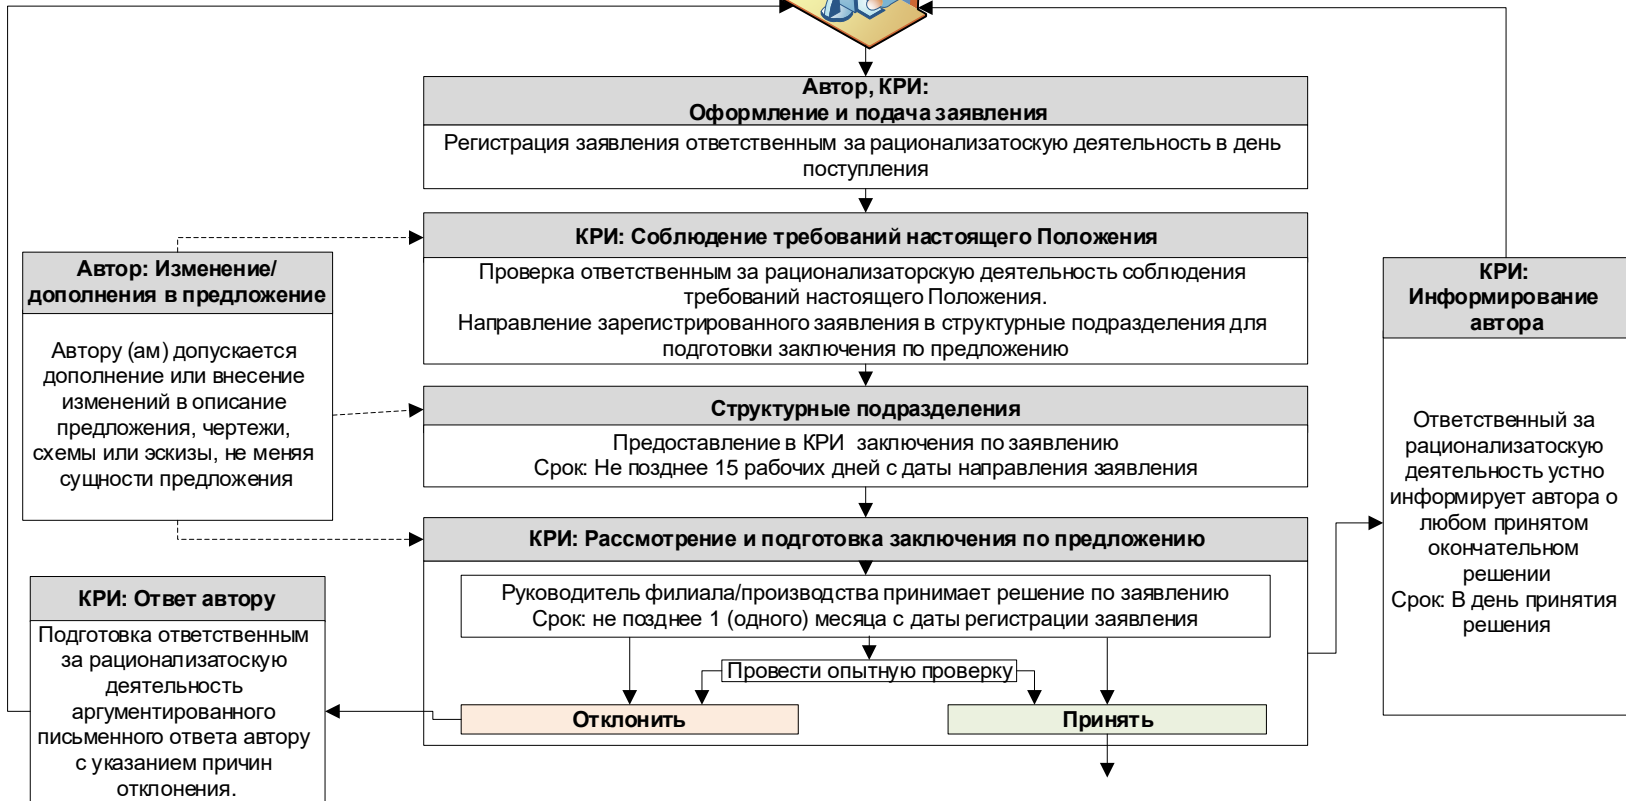 Автор, КРИ:
Оформление и подача заявления
Регистрация заявления ответственным за рационализатоскую деятельность в день
поступления
КРИ: Соблюдение требований настоящего Положения
Проверка ответственным за рационализаторскую деятельность соблюдения
требований настоящего Положения.
Направление зарегистрированного заявления в структурные подразделения для
подготовки заключения по предложению
Автор: Изменение/
дополнения в предложение
Автору (ам) допускается
дополнение или внесение
изменений в описание
предложения, чертежи,
схемы или эскизы, не меняя
сущности предложения
Структурные подразделения
Предоставление в КРИ заключения по заявлению
Срок: Не позднее 15 рабочих дней с даты направления заявления
КРИ:
Информирование
автора
Ответственный за
рационализатоскую
деятельность устно
информирует автора о
любом принятом
окончательном
решении
Срок: В день принятия
решения
КРИ: Рассмотрение и подготовка заключения по предложению
Руководитель филиала/производства принимает решение по заявлению
Срок: не позднее 1 (одного) месяца с даты регистрации заявления
Провести опытную проверку
Отклонить
Принять
КРИ: Ответ автору
Подготовка ответственным
за рационализатоскую
деятельность
аргументированного
письменного ответа автору
с указанием причин
отклонения.